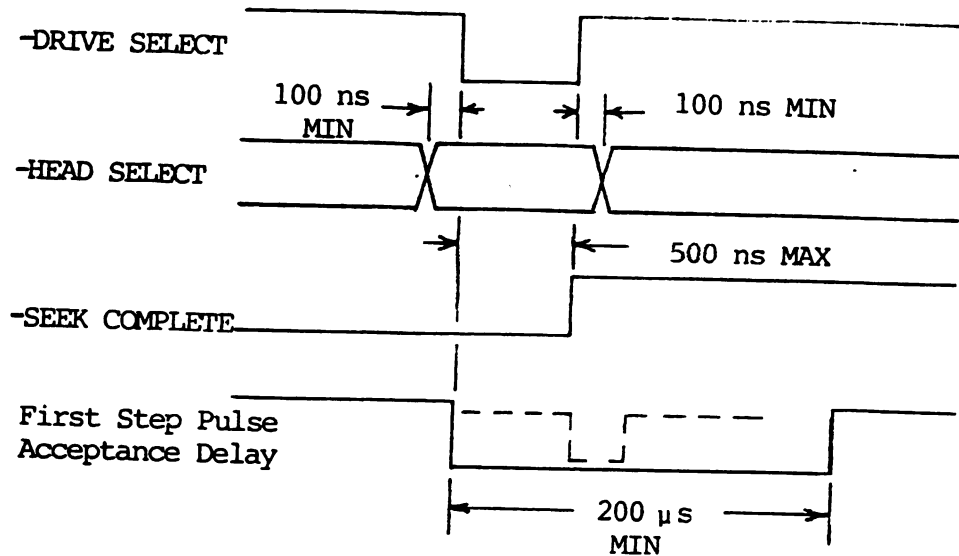 -DRIVE SELECT
100 ns
MIN
100 ns MIN
-HEAD SELECT
500 ns MAX
-SEEK COMPLETE
First Step Pulse
Acceptance Delay
200 μs
MIN